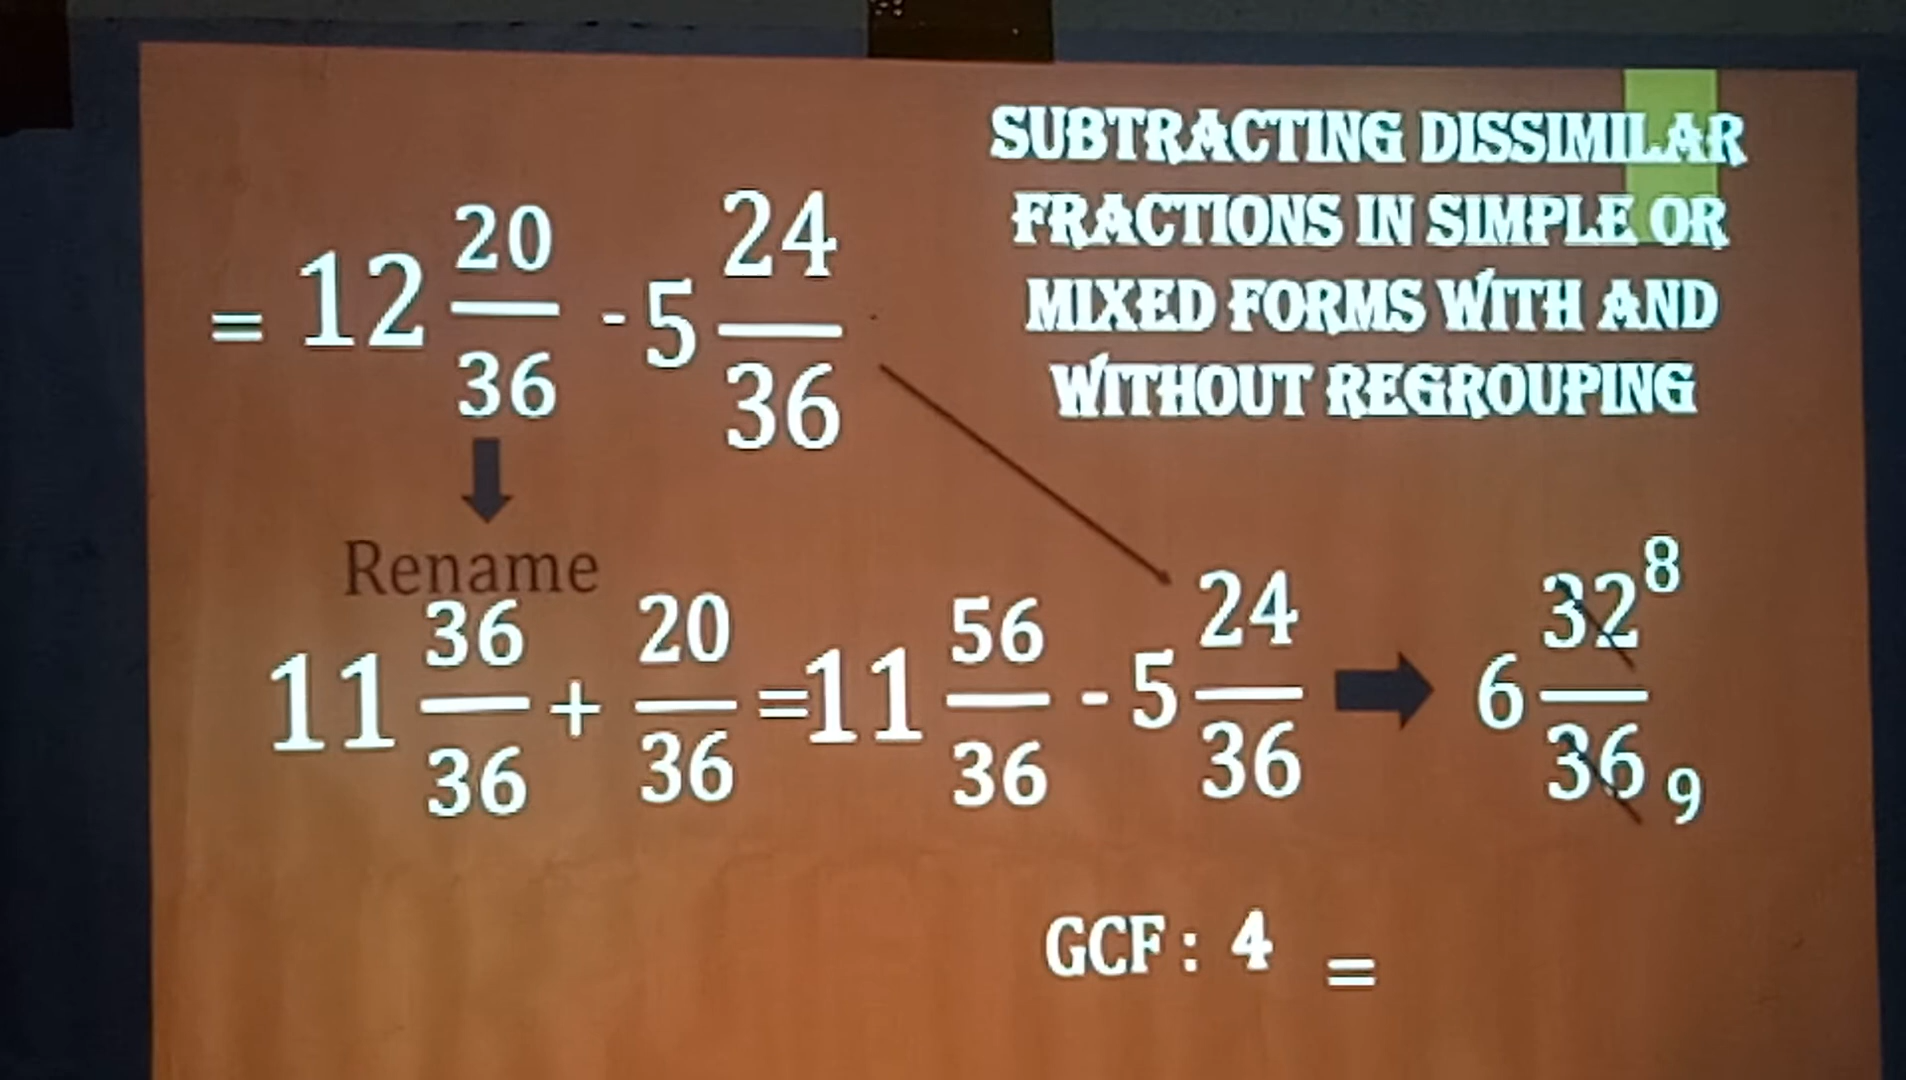 SUBTRACTING DISSIMILAR
FRACTIONS IN SIMPLE OR
MIXED FORMS WITH AND
WITHOUT REGROUPING
= 12 20/36 - 5 24/36
Rename
11 36/36 + 20/36 = 11 56/36 - 5 24/36 6 32/36 8 9
GCF: 4 =